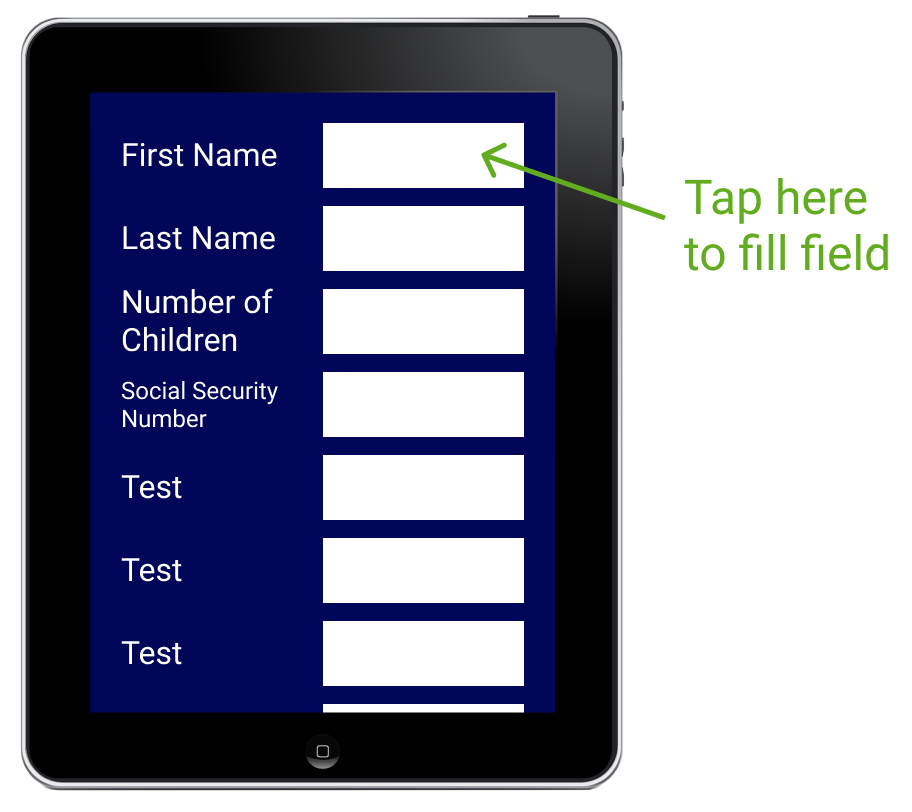 First Name
Tap here
to fill field
Last Name
Number of
Children
Social Security
Number
Test
Test
Test